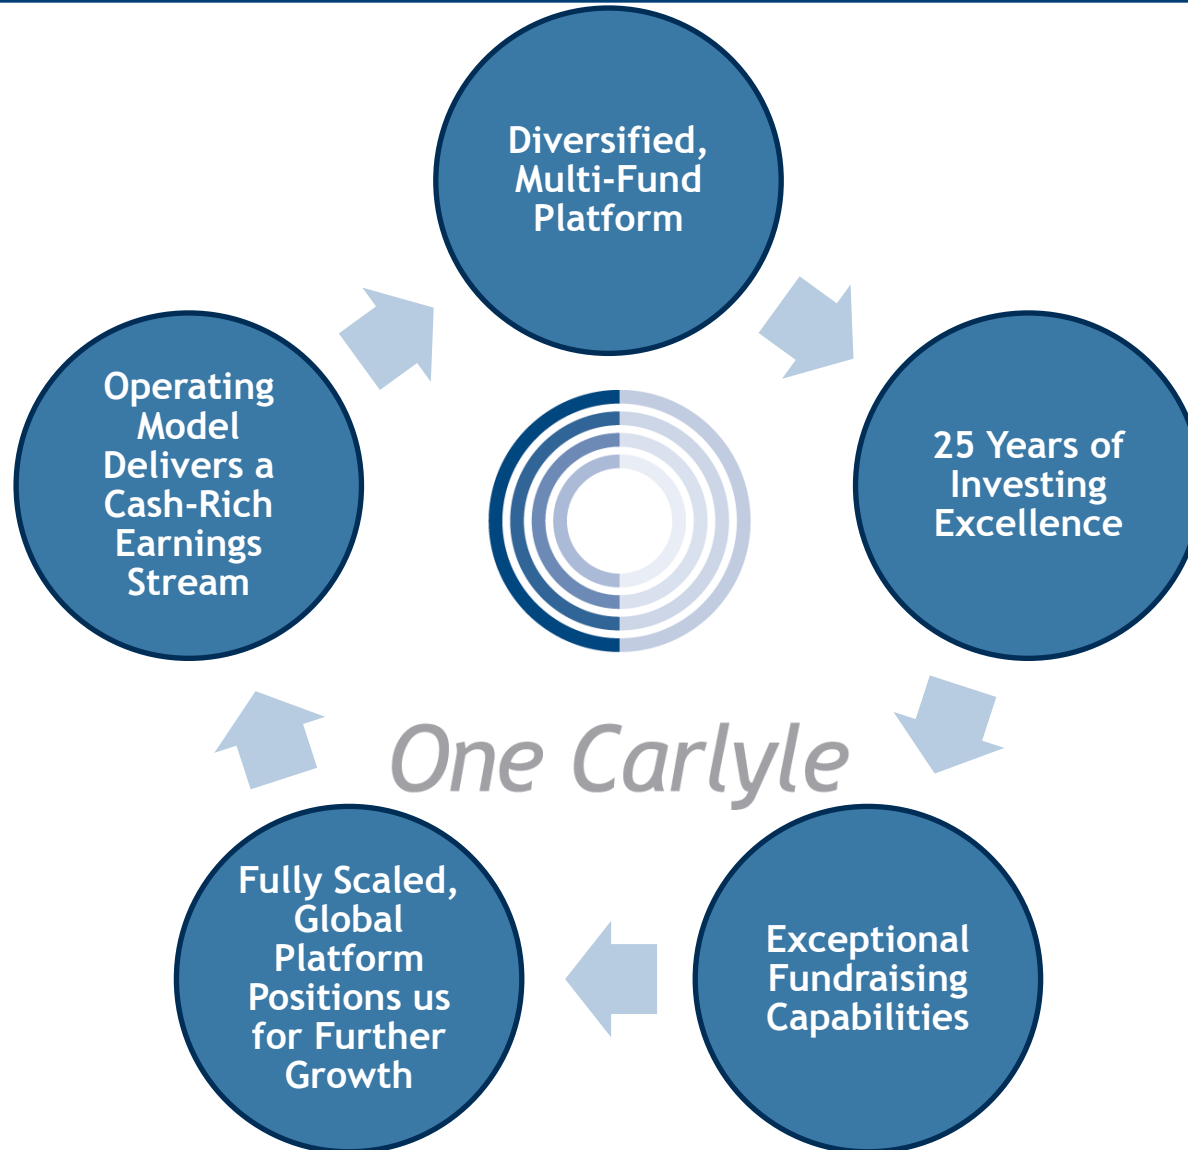 Diversified,
Multi-Fund
Platform
25 Years of
Investing
Excellence
Exceptional
Fundraising
Capabilities
Fully Scaled,
Global
Platform
Positions us
for Further
Growth
Operating
Model
Delivers a
Cash-Rich
Earnings
Stream
One Carlyle